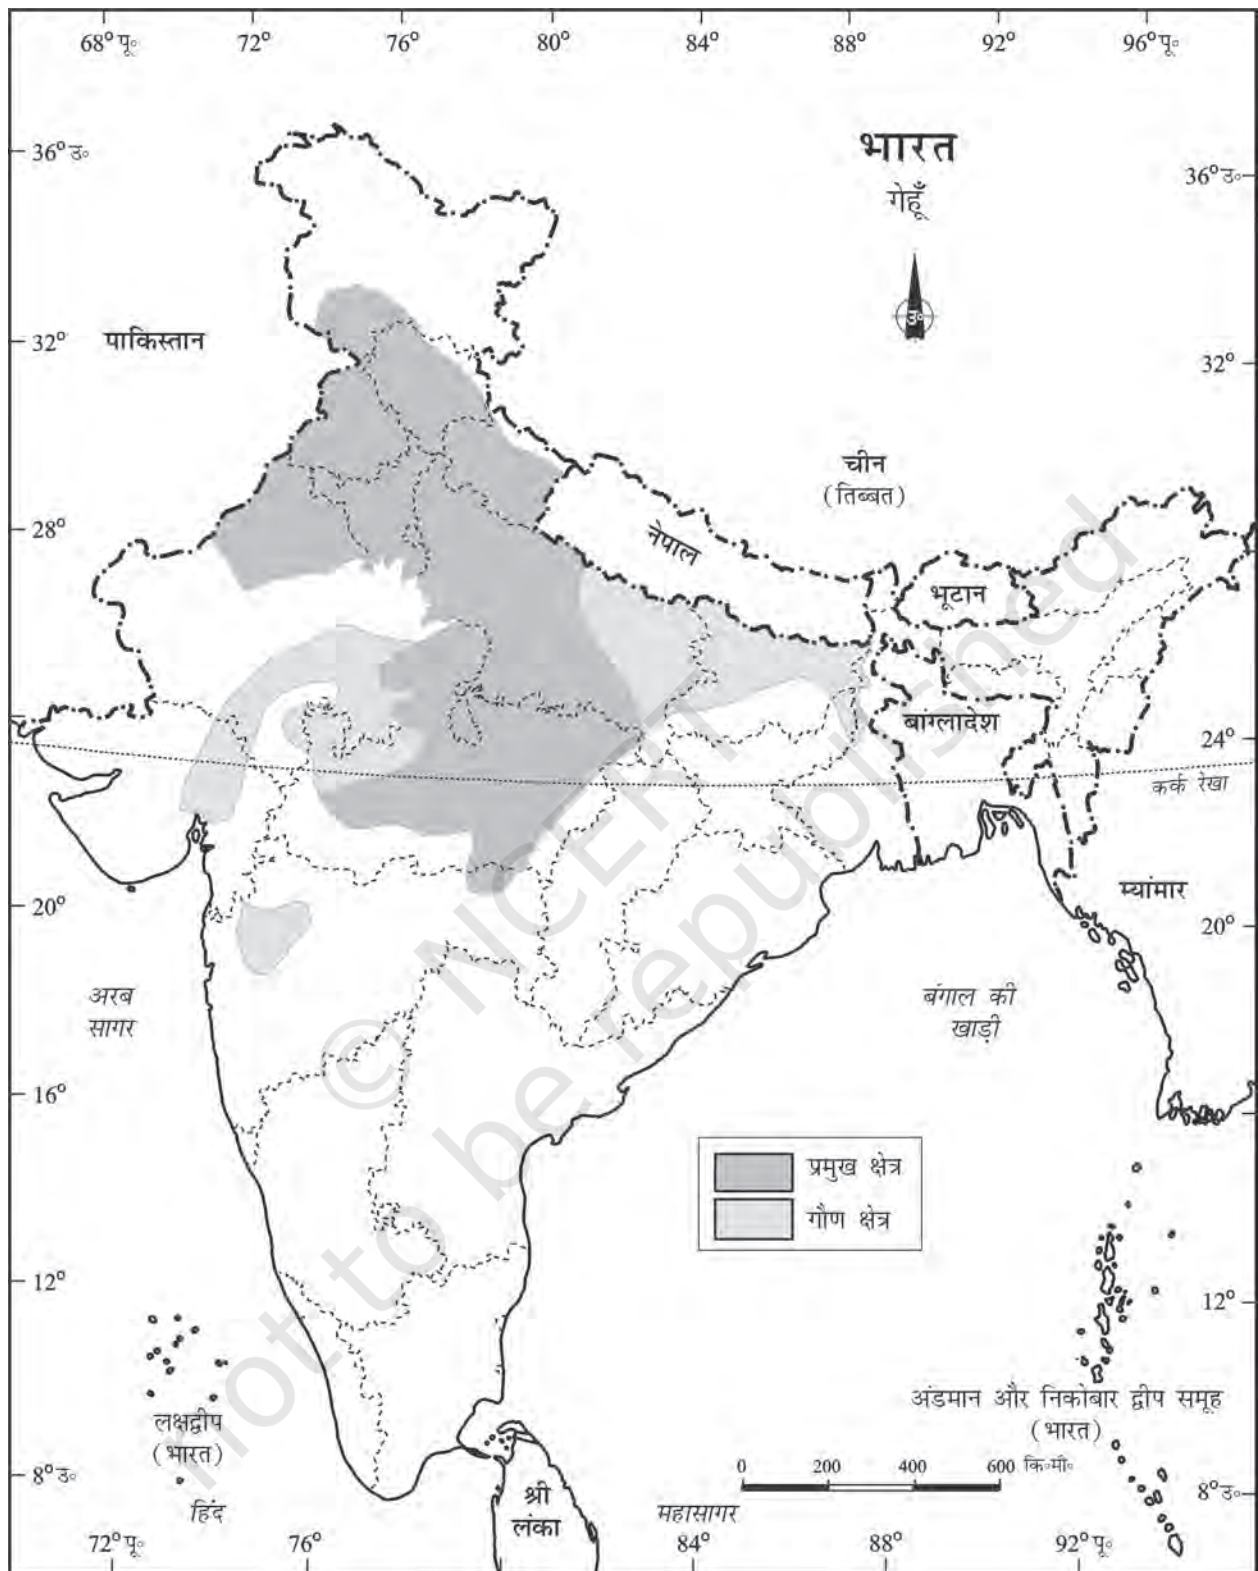 68°पू॰ 72° 76° 80° 84° 88° 92° 96°पू॰
भारत
गेहूँ
36°उ॰
36°उ॰
उ॰
पाकिस्तान
32°
32°
चीन
(तिब्बत)
28°
28°
नेपाल
भूटान
बांग्लादेश
24°
24°
कर्क रेखा
म्यांमार
20°
20°
अरब
सागर
बंगाल की
खाड़ी
16°
प्रमुख क्षेत्र
गौण क्षेत्र
12°
12°
लक्षद्वीप
(भारत)
अंडमान और निकोबार द्वीप समूह
(भारत)
0 200 400 600 कि॰मी॰
8°उ॰
8°उ॰
श्री
लंका
हिंद
महासागर
72°पू॰ 76° 84° 88° 92°पू॰
© NCERT
not to be republished